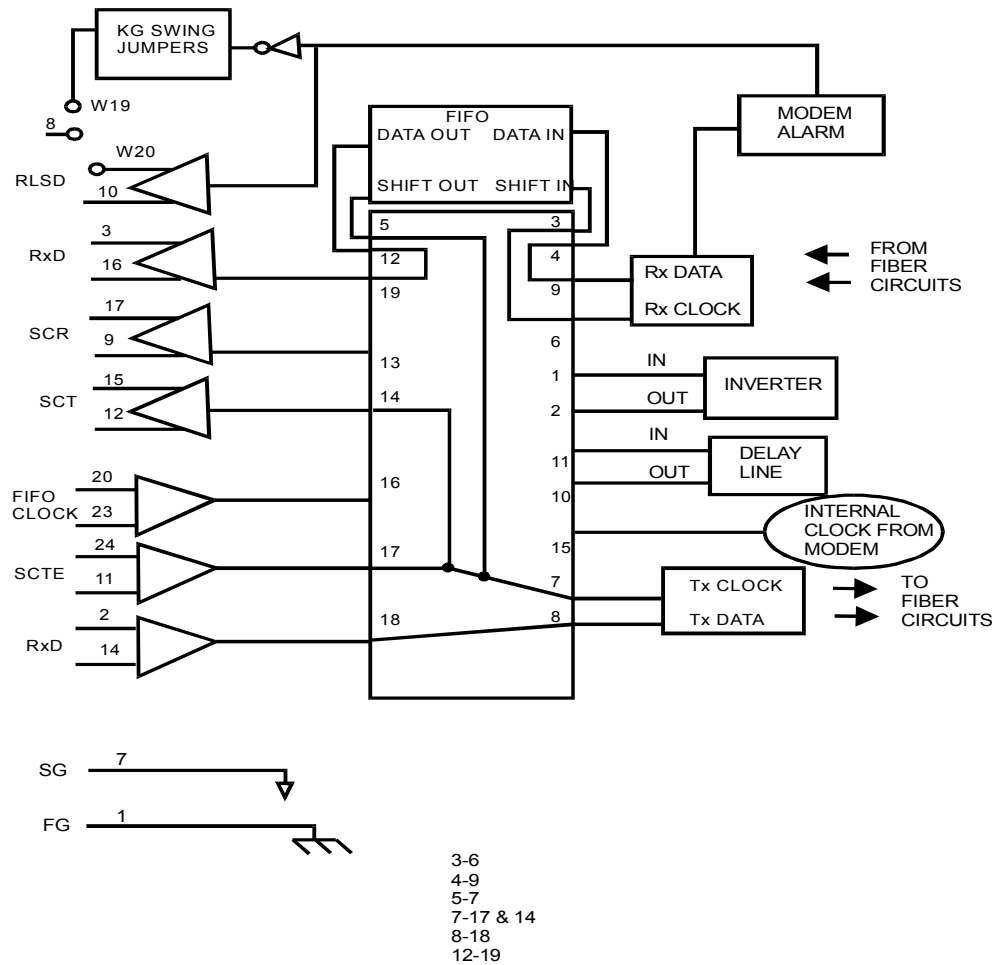 KG SWING
JUMPERS
W19
8
MODEM
ALARM
FIFO
DATA OUT DATA IN
SHIFT OUT SHIFT IN
W20
RLSD
10
3
RxD
16
17
SCR
9
15
SCT
12
20
FIFO
CLOCK
23
24
SCTE
11
2
RxD
14
5
12
19
13
14
16
17
18
3
4
9
6
1
2
11
10
15
7
8
Rx DATA
Rx CLOCK
FROM
FIBER
CIRCUITS
IN
OUT
INVERTER
IN
OUT
DELAY
LINE
INTERNAL
CLOCK FROM
MODEM
Tx CLOCK
Tx DATA
TO
FIBER
CIRCUITS
SG
7
FG
1
3-6
4-9
5-7
7-17 & 14
8-18
12-19